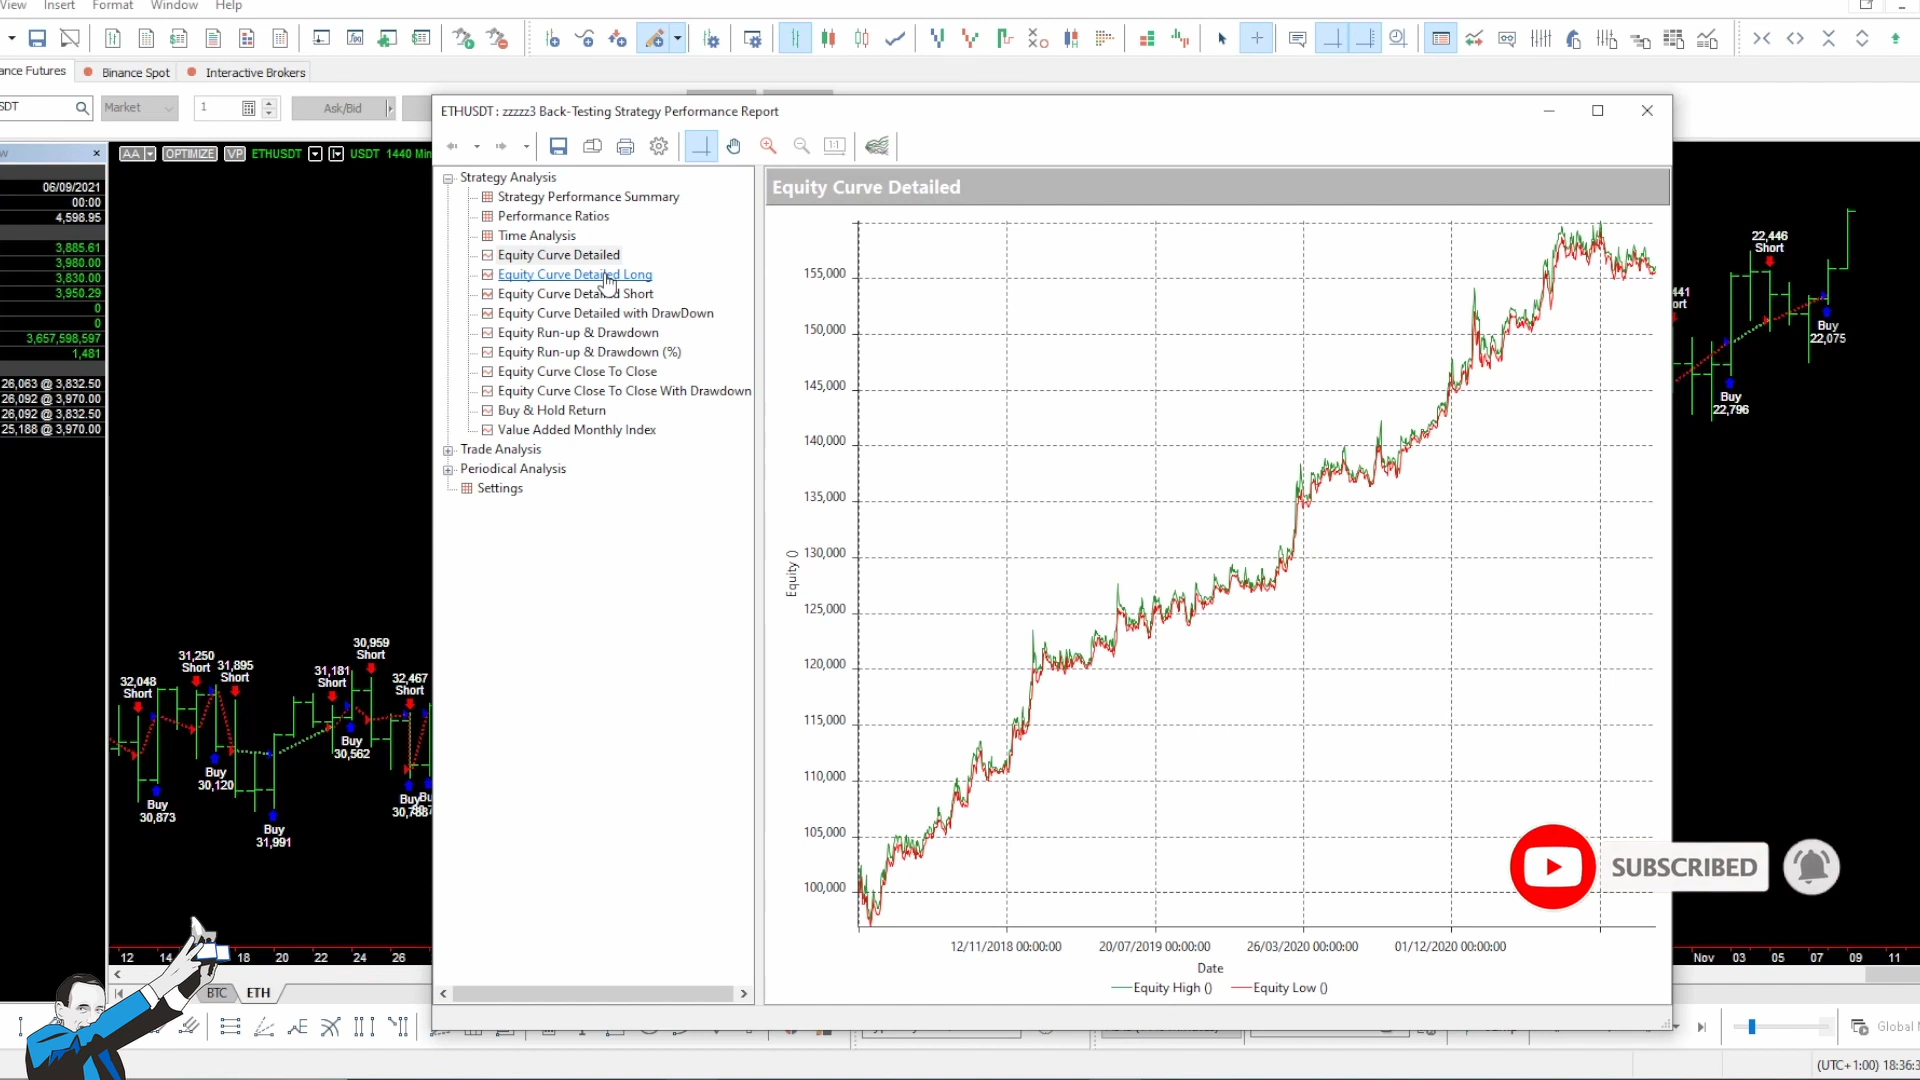 View Insert Format Window Help
ance Futures
Binance Spot
Interactive Brokers
SDT
Market
1
Ask/Bid
ETHUSDT : zzzzz3 Back-Testing Strategy Performance Report
AA
OPTIMIZE
VP
ETHUSDT
USDT
1440 Min
06/09/2021
00:00
4,598.95
3,885.61
3,980.00
3,830.00
3,950.29
0
0
3,657,598,597
1,481
26,063 @ 3,832.50
26,092 @ 3,970.00
26,092 @ 3,832.50
25,188 @ 3,970.00
Strategy Analysis
Strategy Performance Summary
Performance Ratios
Time Analysis
Equity Curve Detailed
Equity Curve Detailed Long
Equity Curve Detailed Short
Equity Curve Detailed with DrawDown
Equity Run-up & Drawdown
Equity Run-up & Drawdown (%)
Equity Curve Close To Close
Equity Curve Close To Close With Drawdown
Buy & Hold Return
Value Added Monthly Index
Trade Analysis
Periodical Analysis
Settings
Equity Curve Detailed
155,000
150,000
145,000
140,000
135,000
130,000
125,000
120,000
115,000
110,000
105,000
100,000
Equity ()
12/11/2018 00:00:00
20/07/2019 00:00:00
26/03/2020 00:00:00
01/12/2020 00:00:00
Date
Equity High ()
Equity Low ()
32,048
Short
31,250
Short
31,895
Short
31,181
Short
30,959
Short
32,467
Short
Buy
30,873
Buy
30,120
Buy
31,991
Buy
30,562
Buy
22,446
Short
441
ort
Buy
22,075
Buy
22,796
12 14 18 20 22 24 26
Nov 03 05 07 09 11
BTC
ETH
SUBSCRIBED
Global
(UTC+1:00) 18:36:3